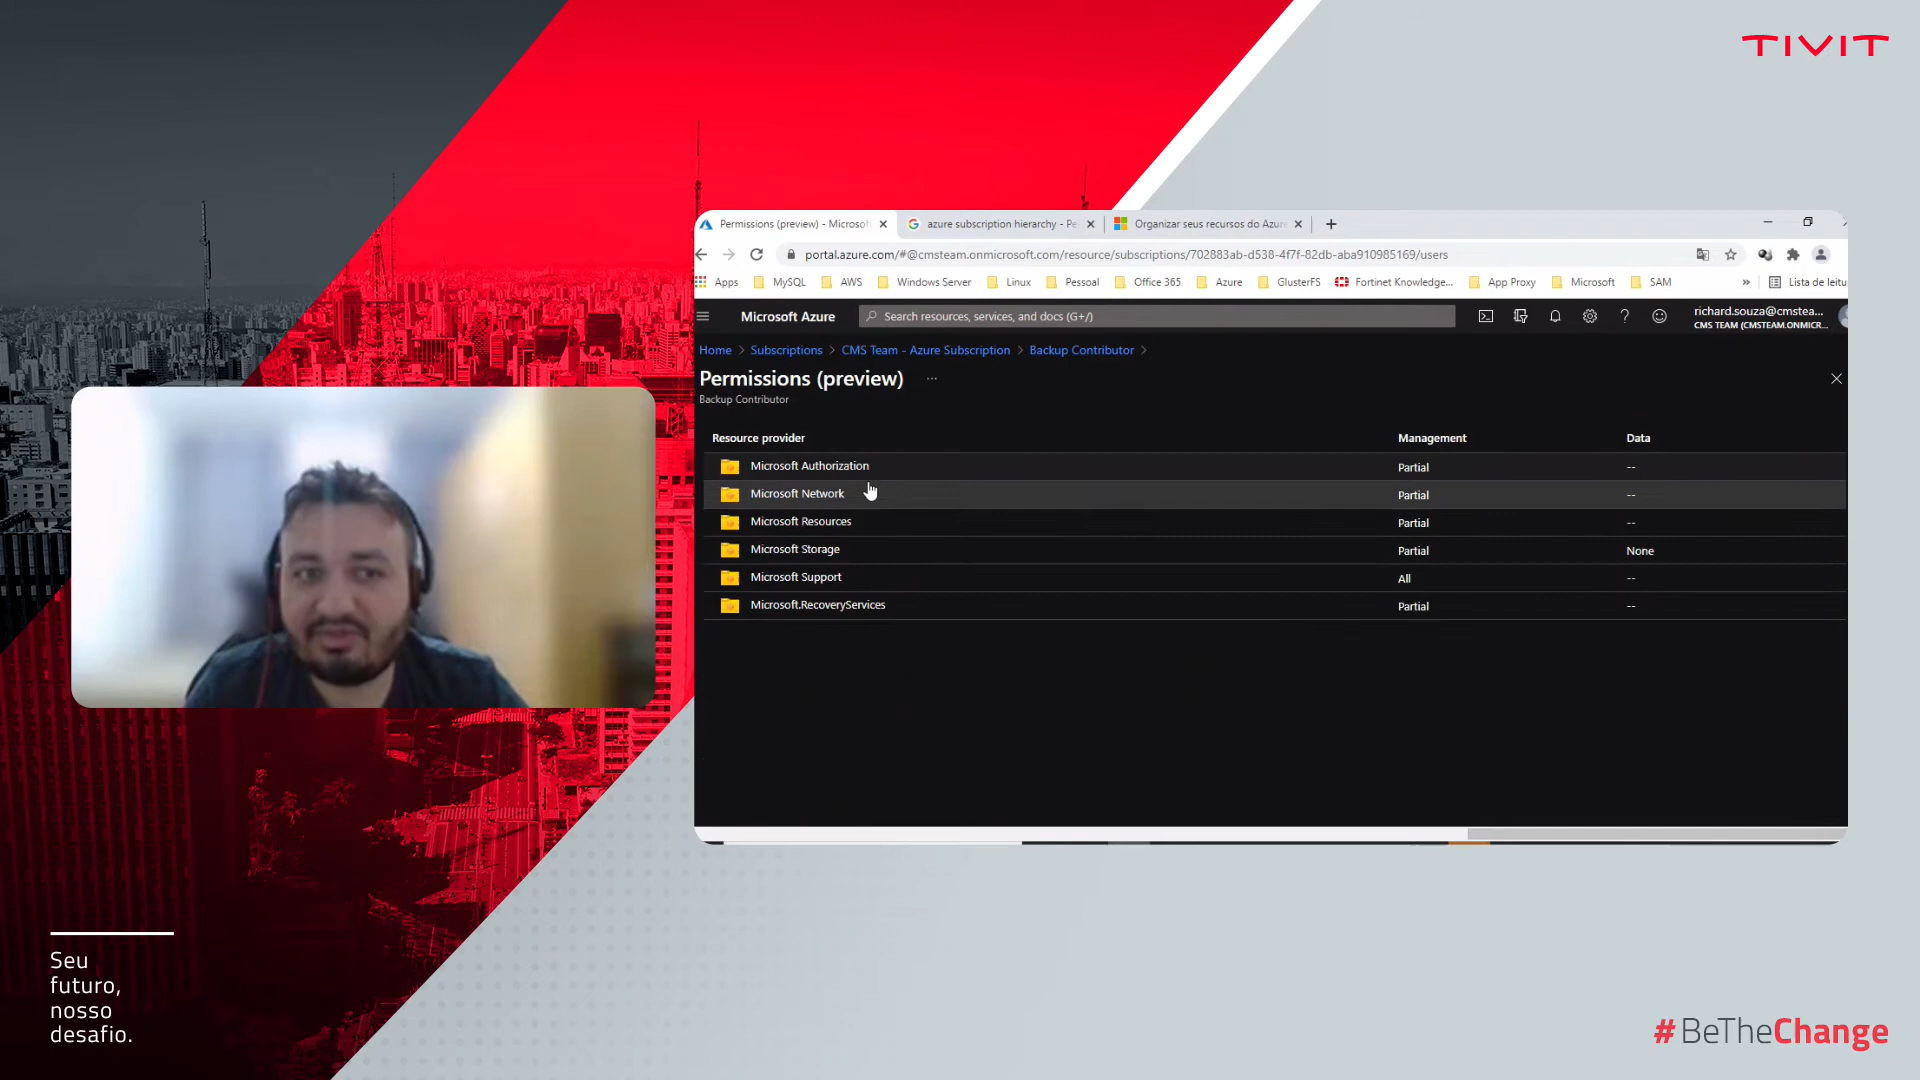 TIVIT
Permissions (preview) - Microsoft
azure subscription hierarchy - Pe
Organizar seus recursos do Azure
portal.azure.com/#@cmsteam.onmicrosoft.com/resource/subscriptions/702883ab-d538-4f7f-82db-aba910985169/users
Apps MySQL AWS Windows Server Linux Pessoal Office 365 Azure GlusterFS Fortinet Knowledge... App Proxy Microsoft SAM » Lista de leitu
Microsoft Azure
Search resources, services, and docs (G+/)
richard.souza@cmstea...
CMS TEAM (CMSTEAM.ONMICR...
Home > Subscriptions > CMS Team - Azure Subscription > Backup Contributor >
Permissions (preview) ...
Backup Contributor
Resource provider Management Data
Microsoft Authorization Partial --
Microsoft Network Partial --
Microsoft Resources Partial --
Microsoft Storage Partial None
Microsoft Support All --
Microsoft.RecoveryServices Partial --
Seu
futuro,
nosso
desafio.
#BeTheChange